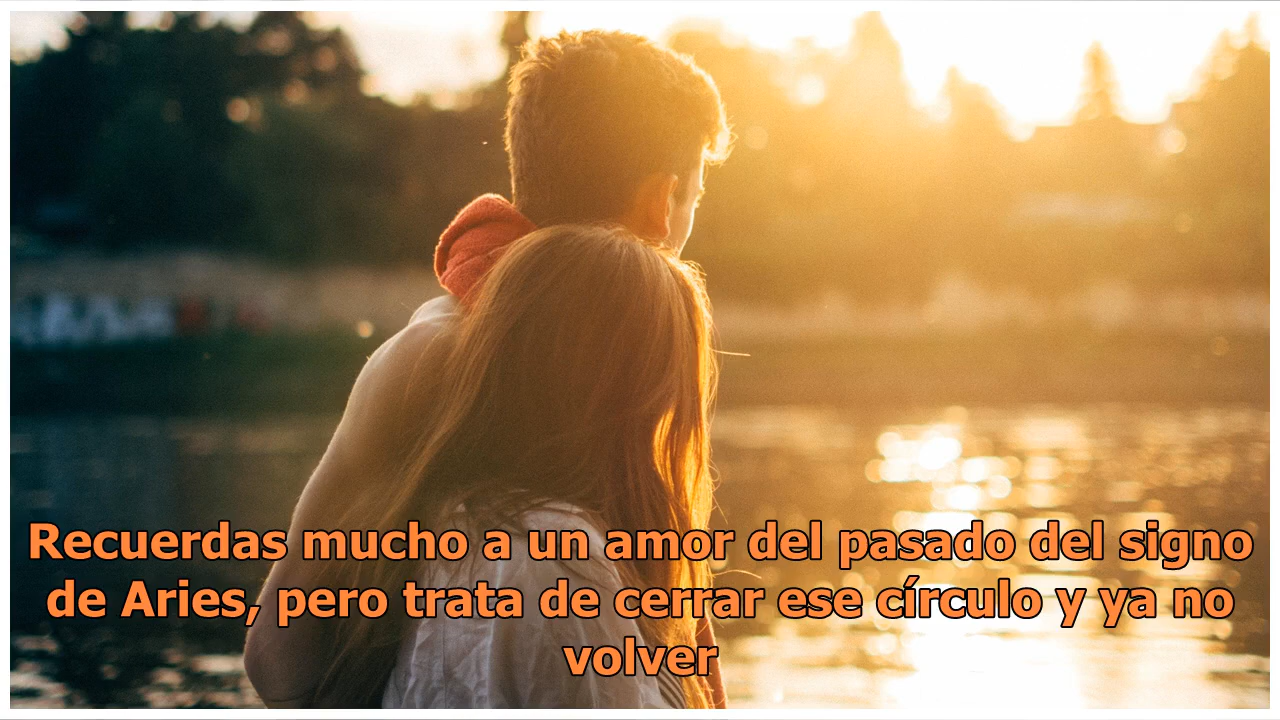 Recuerdas mucho a un amor del pasado del signo
de Aries, pero trata de cerrar ese círculo y ya no
volver